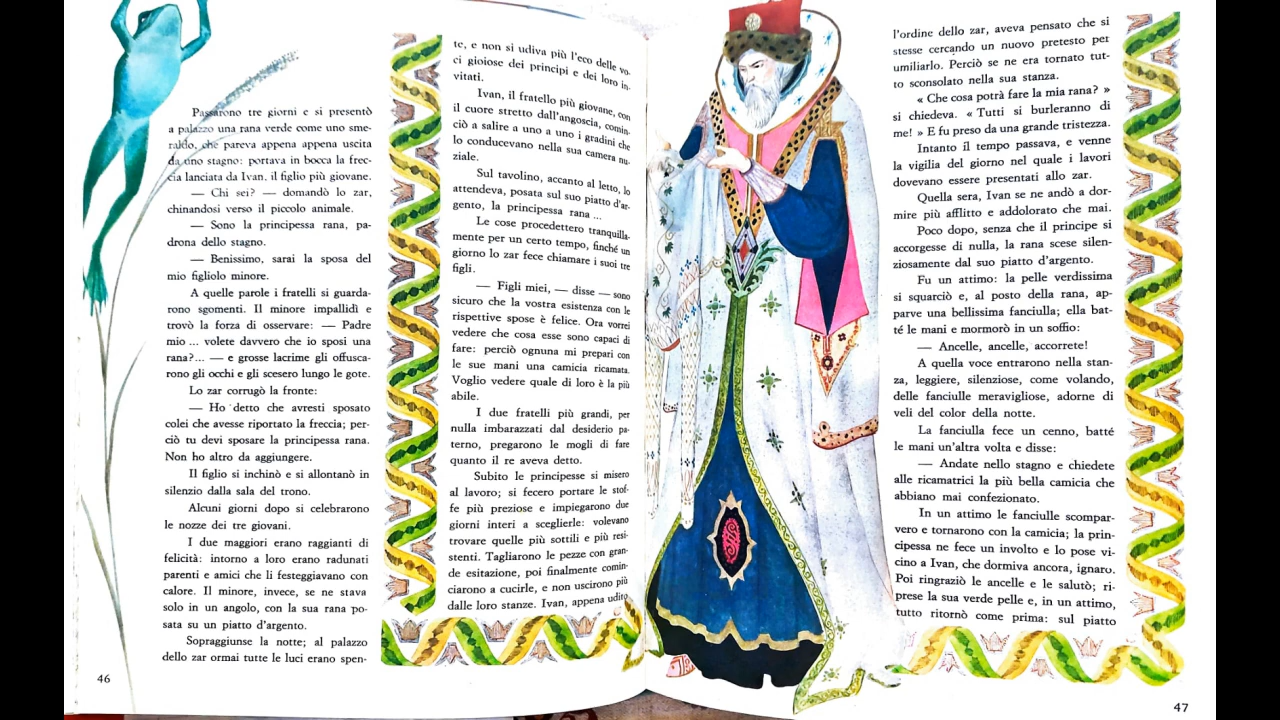 Passarono tre giorni e si presentò
a palazzo una rana verde come uno sme-
raldo, che pareva appena appena uscita
da uno stagno: portava in bocca la frec-
cia lanciata da Ivan, il figlio più giovane.
— Chi sei? — domandò lo zar,
chinandosi verso il piccolo animale.
— Sono la principessa rana, pa-
drona dello stagno.
— Benissimo, sarai la sposa del
mio figliolo minore.
A quelle parole i fratelli si guarda-
rono sgomenti. Il minore impallidì e
trovò la forza di osservare: — Padre
mio ... volete davvero che io sposi una
rana?... — e grosse lacrime gli offusca-
rono gli occhi e gli scesero lungo le gote.
Lo zar corrugò la fronte:
— Ho detto che avresti sposato
colei che avesse riportato la freccia; per-
ciò tu devi sposare la principessa rana.
Non ho altro da aggiungere.
Il figlio si inchinò e si allontanò in
silenzio dalla sala del trono.
Alcuni giorni dopo si celebrarono
le nozze dei tre giovani.
I due maggiori erano raggianti di
felicità: intorno a loro erano radunati
parenti e amici che li festeggiavano con
calore. Il minore, invece, se ne stava
solo in un angolo, con la sua rana po-
sata su un piatto d'argento.
Sopraggiunse la notte; al palazzo
dello zar ormai tutte le luci erano spen-
46
te, e non si udiva più l'eco delle vo-
ci gioiose dei principi e dei loro in-
vitati.
Ivan, il fratello più giovane, con
il cuore stretto dall'angoscia, comin-
ciò a salire a uno a uno i gradini che
lo conducevano nella sua camera nu-
ziale.
Sul tavolino, accanto al letto, lo
attendeva, posata sul suo piatto d'ar-
gento, la principessa rana ...
Le cose procedettero tranquilla-
mente per un certo tempo, finché un
giorno lo zar fece chiamare i suoi tre
figli.
— Figli miei, — disse — sono
sicuro che la vostra esistenza con le
rispettive spose è felice. Ora vorrei
vedere che cosa esse sono capaci di
fare: perciò ognuna mi prepari con
le sue mani una camicia ricamata.
Voglio vedere quale di loro è la più
abile.
I due fratelli più grandi, per
nulla imbarazzati dal desiderio pa-
terno, pregarono le mogli di fare
quanto il re aveva detto.
Subito le principesse si misero
al lavoro; si fecero portare le stof-
fe più preziose e impiegarono due
giorni interi a sceglierle: volevano
trovare quelle più sottili e più resi-
stenti. Tagliarono le pezze con gran-
de esitazione, poi finalmente comin-
ciarono a cucirle, e non uscirono più
dalle loro stanze. Ivan, appena udito
l'ordine dello zar, aveva pensato che si
stesse cercando un nuovo pretesto per
umiliarlo. Perciò se ne era tornato tut-
to sconsolato nella sua stanza.
« Che cosa potrà fare la mia rana? »
si chiedeva. « Tutti si burleranno di
me! » E fu preso da una grande tristezza.
Intanto il tempo passava, e venne
la vigilia del giorno nel quale i lavori
dovevano essere presentati allo zar.
Quella sera, Ivan se ne andò a dor-
mire più afflitto e addolorato che mai.
Poco dopo, senza che il principe si
accorgesse di nulla, la rana scese silen-
ziosamente dal suo piatto d'argento.
Fu un attimo: la pelle verdissima
si squarciò e, al posto della rana, ap-
parve una bellissima fanciulla; ella bat-
té le mani e mormorò in un soffio:
— Ancelle, ancelle, accorrete!
A quella voce entrarono nella stan-
za, leggiere, silenziose, come volando,
delle fanciulle meravigliose, adorne di
veli del color della notte.
La fanciulla fece un cenno, batté
le mani un'altra volta e disse:
— Andate nello stagno e chiedete
alle ricamatrici la più bella camicia che
abbiano mai confezionato.
In un attimo le fanciulle scompar-
vero e tornarono con la camicia; la prin-
cipessa ne fece un involto e lo pose vi-
cino a Ivan, che dormiva ancora, ignaro.
Poi ringraziò le ancelle e le salutò; ri-
prese la sua verde pelle e, in un attimo,
tutto ritornò come prima: sul piatto
47